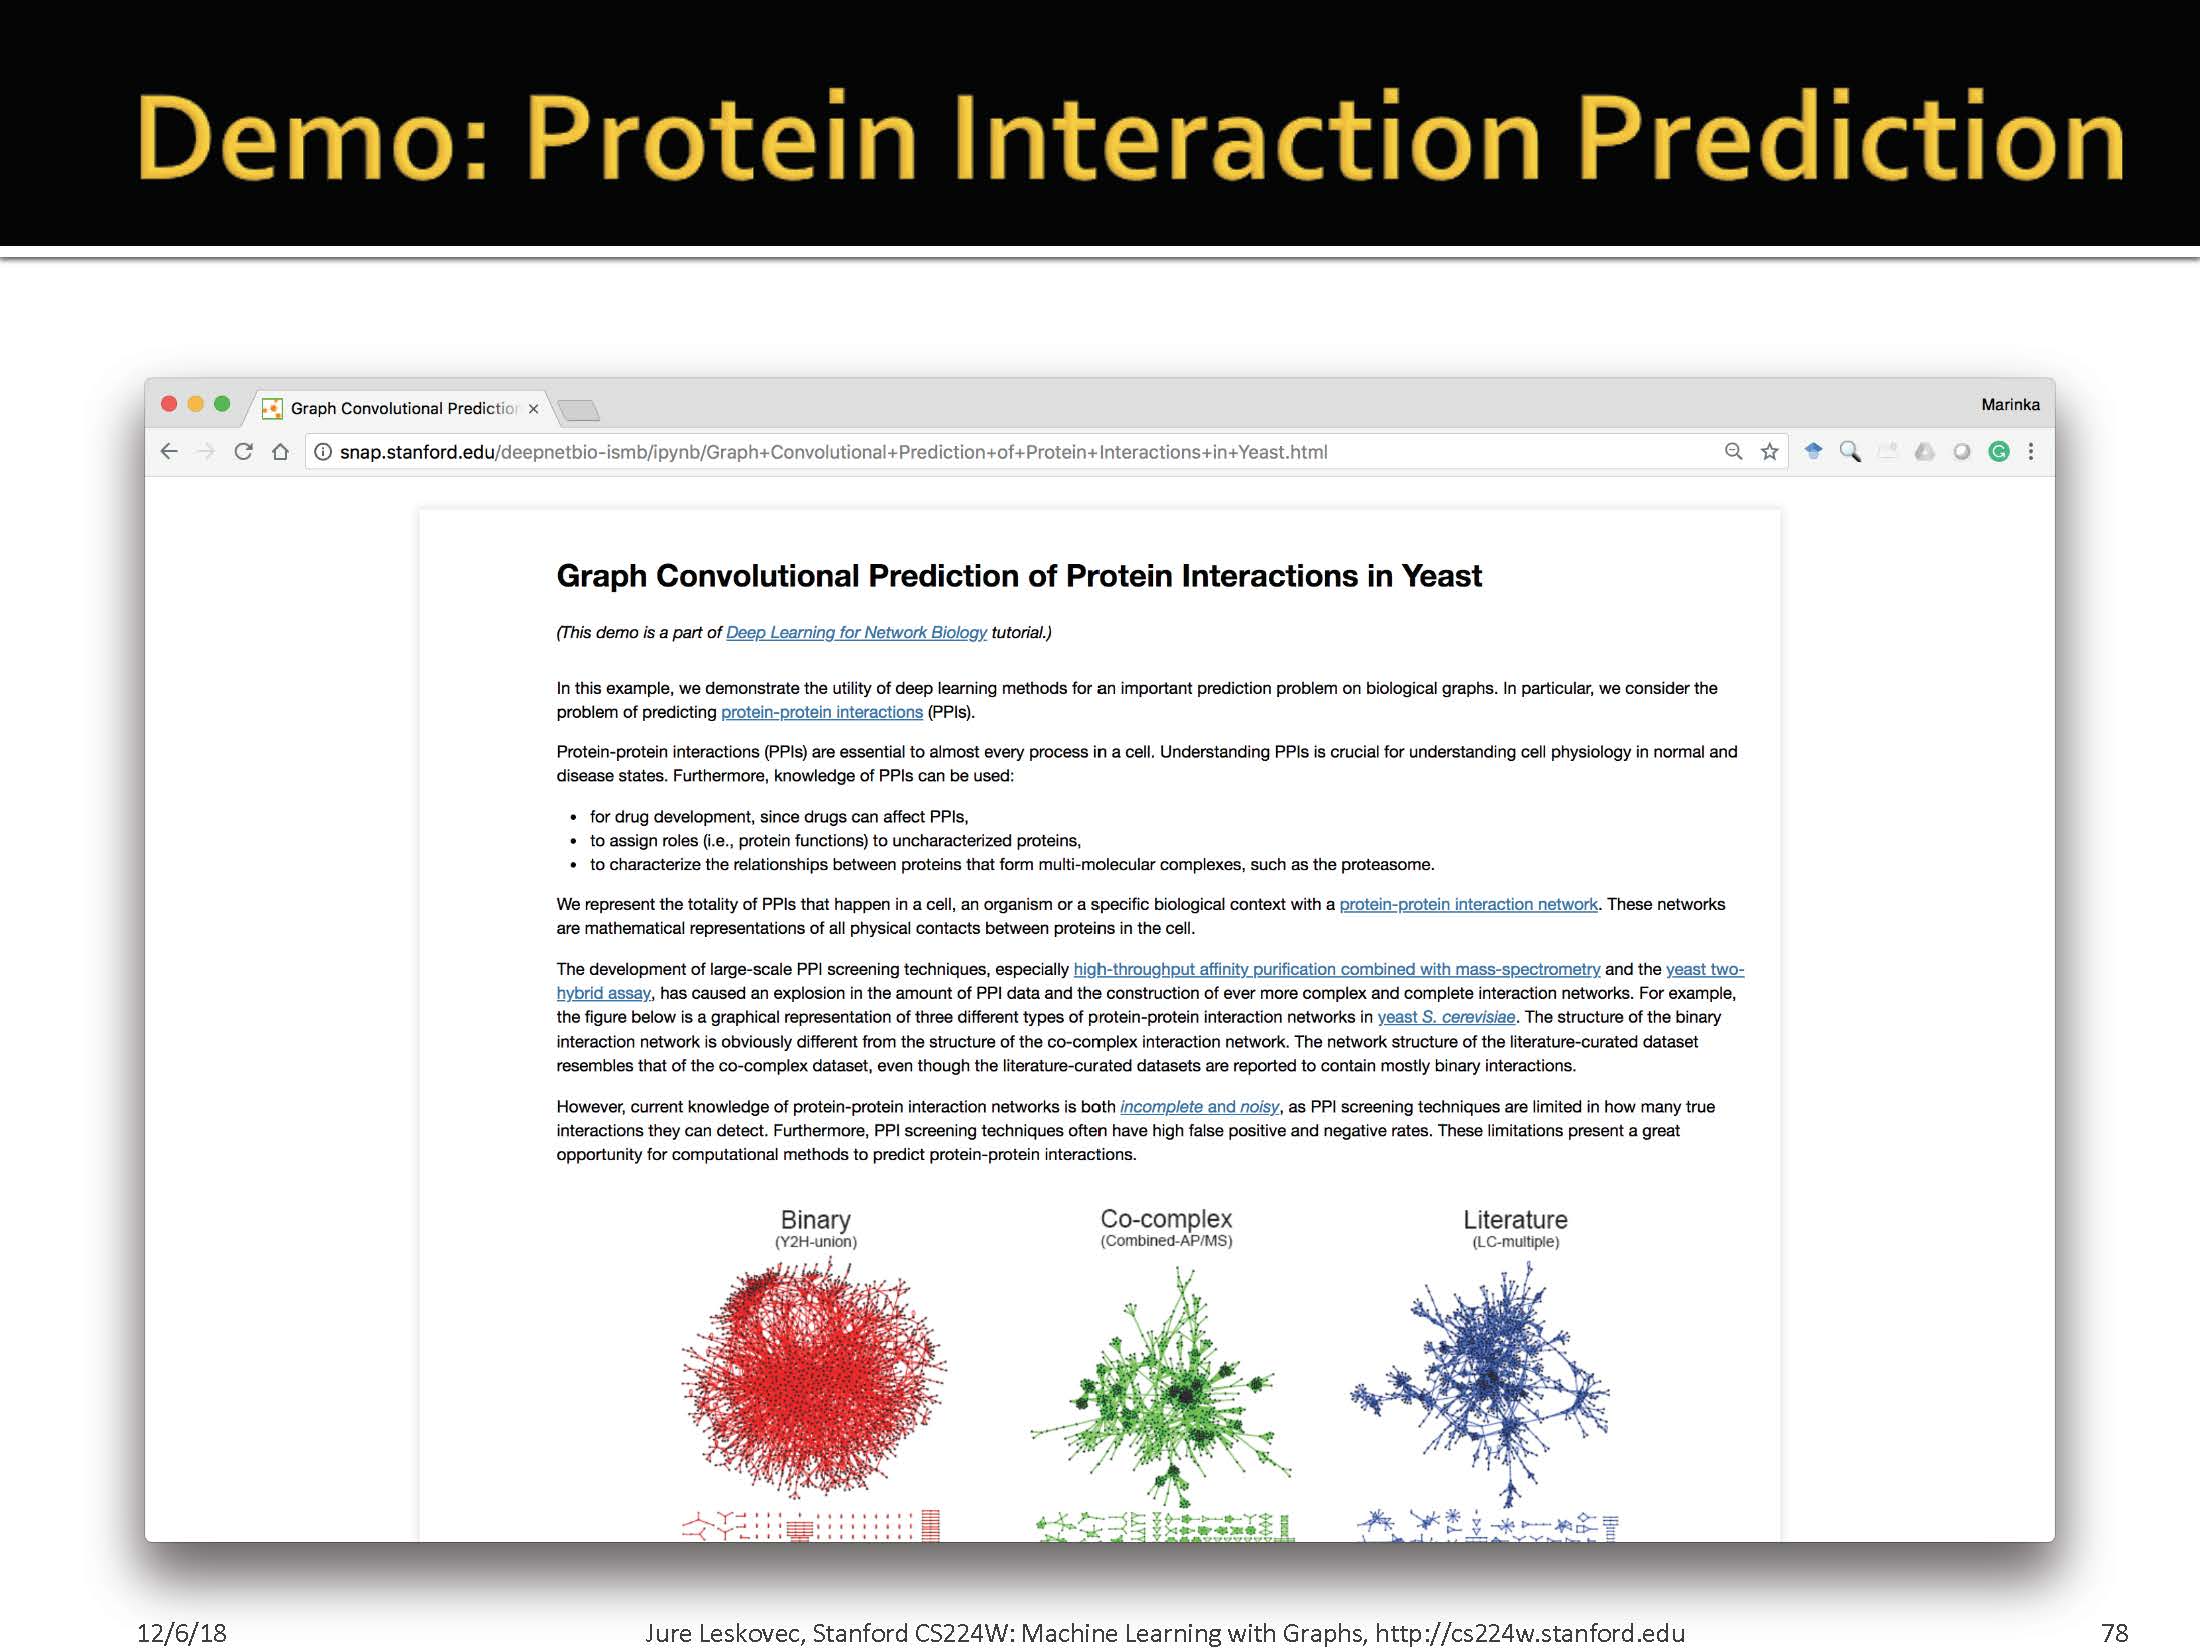 Demo: Protein Interaction Prediction
Graph Convolutional Prediction
Marinka
snap.stanford.edu/deepnetbio-ismb/ipynb/Graph+Convolutional+Prediction+of+Protein+Interactions+in+Yeast.html
Graph Convolutional Prediction of Protein Interactions in Yeast
(This demo is a part of Deep Learning for Network Biology tutorial.)
In this example, we demonstrate the utility of deep learning methods for an important prediction problem on biological graphs. In particular, we consider the
problem of predicting protein-protein interactions (PPIs).
Protein-protein interactions (PPIs) are essential to almost every process in a cell. Understanding PPIs is crucial for understanding cell physiology in normal and
disease states. Furthermore, knowledge of PPIs can be used:
• for drug development, since drugs can affect PPIs,
• to assign roles (i.e., protein functions) to uncharacterized proteins,
• to characterize the relationships between proteins that form multi-molecular complexes, such as the proteasome.
We represent the totality of PPIs that happen in a cell, an organism or a specific biological context with a protein-protein interaction network. These networks
are mathematical representations of all physical contacts between proteins in the cell.
The development of large-scale PPI screening techniques, especially high-throughput affinity purification combined with mass-spectrometry and the yeast two-
hybrid assay, has caused an explosion in the amount of PPI data and the construction of ever more complex and complete interaction networks. For example,
the figure below is a graphical representation of three different types of protein-protein interaction networks in yeast S. cerevisiae. The structure of the binary
interaction network is obviously different from the structure of the co-complex interaction network. The network structure of the literature-curated dataset
resembles that of the co-complex dataset, even though the literature-curated datasets are reported to contain mostly binary interactions.
However, current knowledge of protein-protein interaction networks is both incomplete and noisy, as PPI screening techniques are limited in how many true
interactions they can detect. Furthermore, PPI screening techniques often have high false positive and negative rates. These limitations present a great
opportunity for computational methods to predict protein-protein interactions.
Binary
(Y2H-union)
Co-complex
(Combined-AP/MS)
Literature
(LC-multiple)
12/6/18
Jure Leskovec, Stanford CS224W: Machine Learning with Graphs, http://cs224w.stanford.edu
78